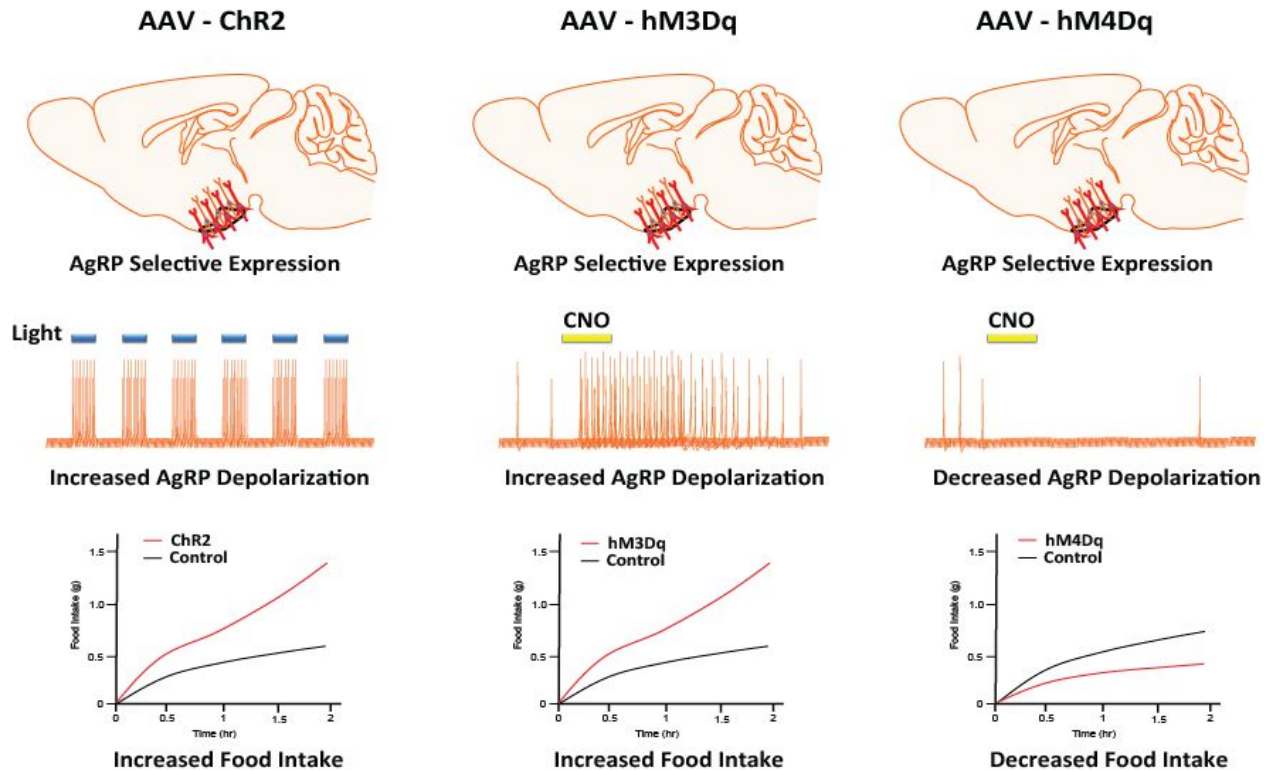 AAV - ChR2
AAV - hM3Dq
AAV - hM4Dq
AgRP Selective Expression
AgRP Selective Expression
AgRP Selective Expression
Light
CNO
CNO
Increased AgRP Depolarization
Increased AgRP Depolarization
Decreased AgRP Depolarization
ChR2
Control
1.5
1.0
0.5
0
Food Intake (g)
0
0.5
1
1.5
2
Time (hr)
Increased Food Intake
hM3Dq
Control
1.5
1.0
0.5
0
Food Intake (g)
0
0.5
1
1.5
2
Time (hr)
Increased Food Intake
hM4Dq
Control
1.5
1.0
0.5
0
Food Intake (g)
0
0.5
1
1.5
2
Time (hr)
Decreased Food Intake